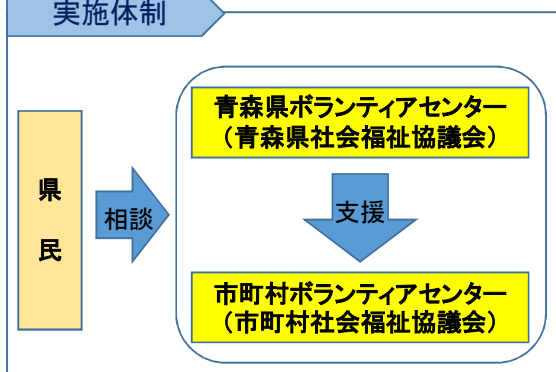 実施体制
青森県ボランティアセンター
（青森県社会福祉協議会）
県
民
相談
支援
市町村ボランティアセンター
（市町村社会福祉協議会）